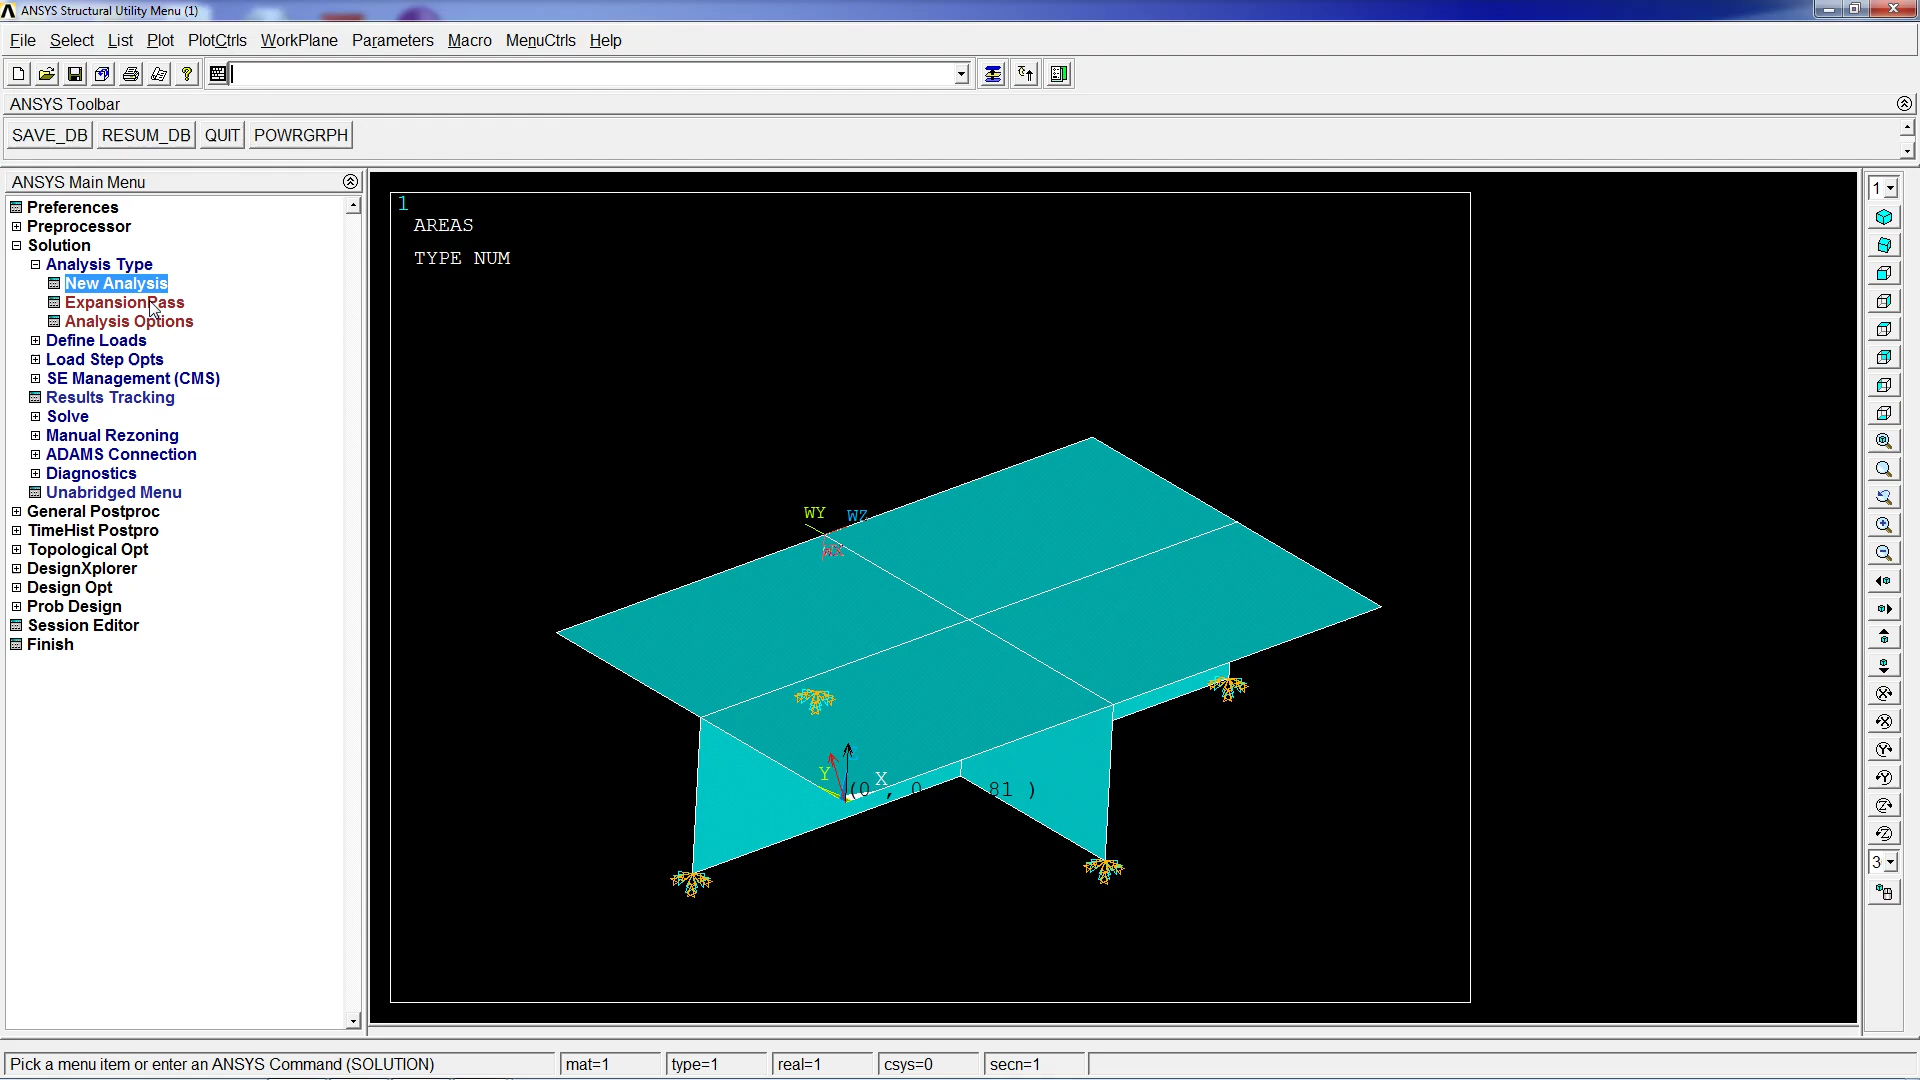 ANSYS Structural Utility Menu (1)
File Select List Plot PlotCtrls WorkPlane Parameters Macro MenuCtrls Help
ANSYS Toolbar
SAVE_DB RESUM_DB QUIT POWRGRPH
ANSYS Main Menu
Preferences
Preprocessor
Solution
Analysis Type
New Analysis
ExpansionPass
Analysis Options
Define Loads
Load Step Opts
SE Management (CMS)
Results Tracking
Solve
Manual Rezoning
ADAMS Connection
Diagnostics
Unabridged Menu
General Postproc
TimeHist Postpro
Topological Opt
DesignXplorer
Design Opt
Prob Design
Session Editor
Finish
1
AREAS
TYPE NUM
WY WZ
WX
Y X
(0 , 0 81 )
1
3
Pick a menu item or enter an ANSYS Command (SOLUTION) mat=1 type=1 real=1 csys=0 secn=1